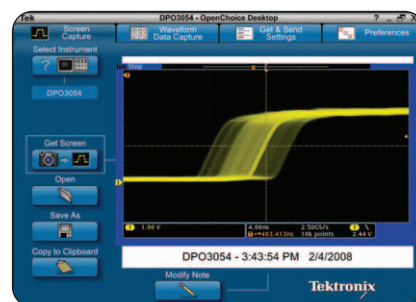 Tek
DPO3054 - OpenChoice Desktop
Screen
Capture
Waveform
Data Capture
Get & Send
Settings
Preferences
Select Instrument
DPO3054
Get Screen
Open
Save As
Copy to Clipboard
Stop
1.00 V
4.00ns
2.50GS/s
10k points
2.44 V
DPO3054 - 3:43:54 PM 2/4/2008
Modify Note
Tektronix